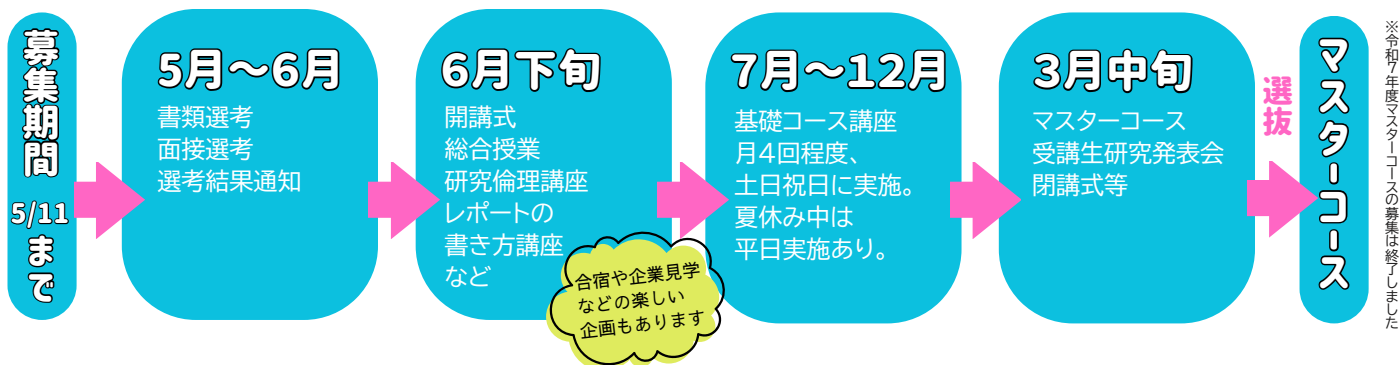 募集期間
5/11
まで
5月～6月
書類選考
面接選考
選考結果通知
6月下旬
開講式
総合授業
研究倫理講座
レポートの
書き方講座
など
合宿や企業見学
などの楽しい
企画もあります
7月～12月
基礎コース講座
月4回程度、
土日祝日に実施。
夏休み中は
平日実施あり。
3月中旬
マスターコース
受講生研究発表会
閉講式等
選抜
マスターコース
※令和7年度マスターコースの募集は終了しました